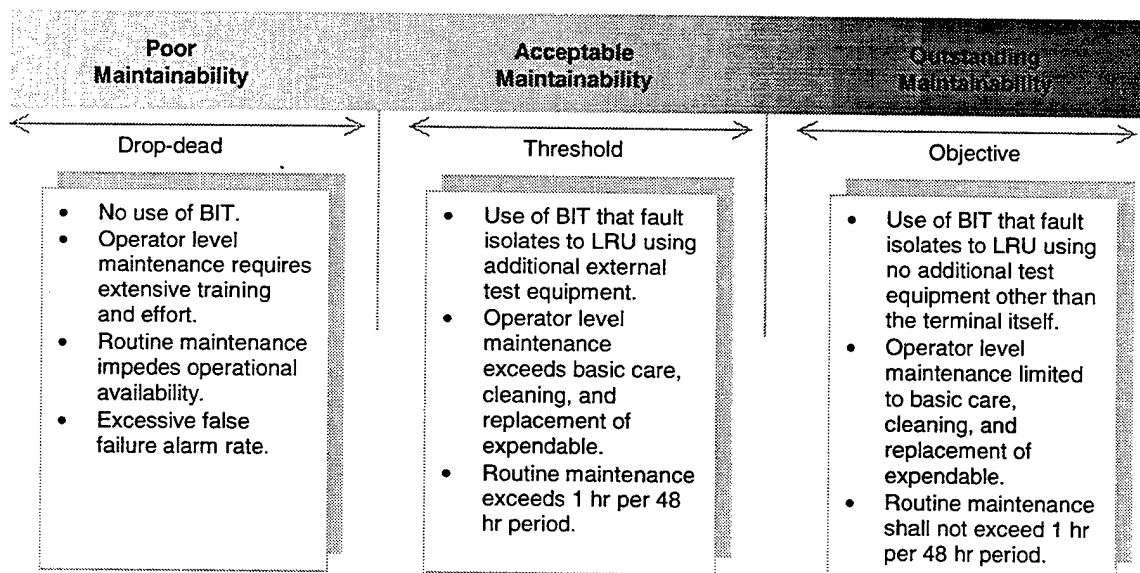 Poor
Maintainability
Acceptable
Maintainability
Outstanding
Maintainability
Drop-dead
Threshold
Objective
• No use of BIT.
• Operator level
maintenance requires
extensive training
and effort.
• Routine maintenance
impedes operational
availability.
• Excessive false
failure alarm rate.
• Use of BIT that fault
isolates to LRU using
additional external
test equipment.
• Operator level
maintenance
exceeds basic care,
cleaning, and
replacement of
expendable.
• Routine maintenance
exceeds 1 hr per 48
hr period.
• Use of BIT that fault
isolates to LRU using
no additional test
equipment other than
the terminal itself.
• Operator level
maintenance limited
to basic care,
cleaning, and
replacement of
expendable.
• Routine maintenance
shall not exceed 1 hr
per 48 hr period.